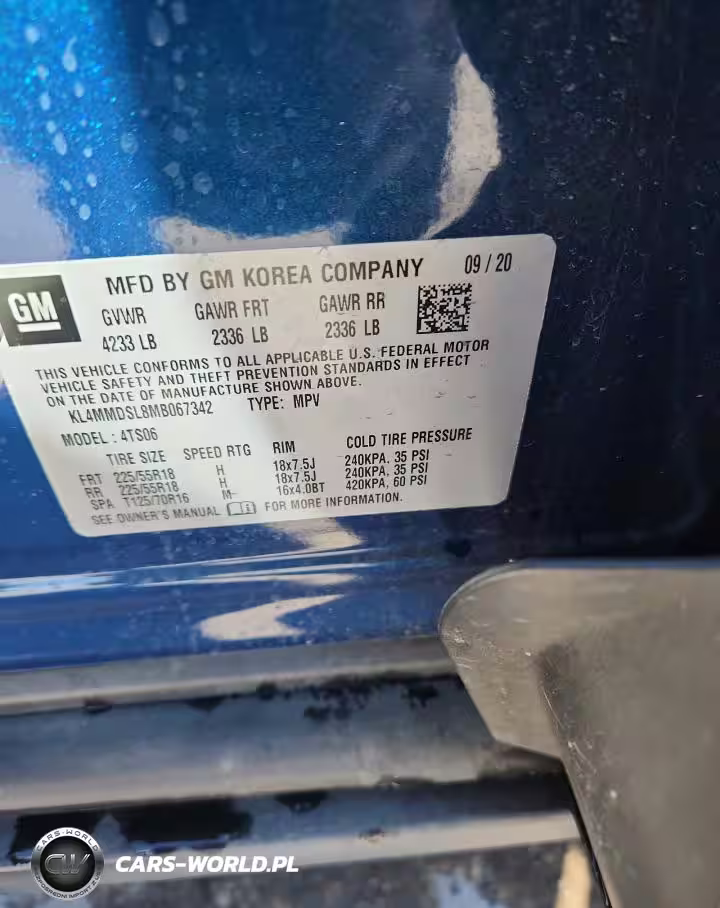 MFD BY GM KOREA COMPANY 09 / 20
GM
GVWR GAWR FRT GAWR RR
4233 LB 2336 LB 2336 LB
THIS VEHICLE CONFORMS TO ALL APPLICABLE U.S. FEDERAL MOTOR
VEHICLE SAFETY AND THEFT PREVENTION STANDARDS IN EFFECT
ON THE DATE OF MANUFACTURE SHOWN ABOVE.
KL4MMDSL8MB067342 TYPE: MPV
MODEL : 4TS06
TIRE SIZE SPEED RTG RIM COLD TIRE PRESSURE
FRT 225/55R18 H 18x7.5J 240KPA, 35 PSI
RR 225/55R18 H 18x7.5J 240KPA, 35 PSI
SPA T125/70R16 M 16x4.0BT 420KPA, 60 PSI
SEE OWNER'S MANUAL FOR MORE INFORMATION.
CARS-WORLD
CW
CARS-WORLD.PL